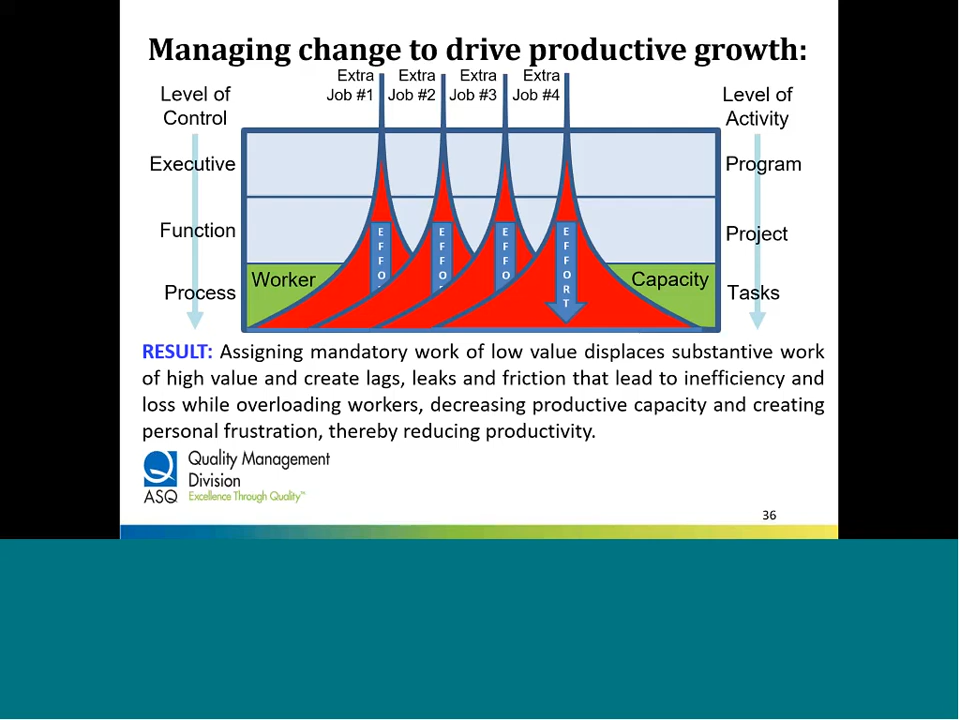 Managing change to drive productive growth:
Extra Extra Extra Extra
Job #1 Job #2 Job #3 Job #4
Level of
Control
Level of
Activity
Executive
Program
Function
Project
Process
Tasks
Worker
Capacity
EFFO
EFFO
EFFO
EFFORT
RESULT: Assigning mandatory work of low value displaces substantive work
of high value and create lags, leaks and friction that lead to inefficiency and
loss while overloading workers, decreasing productive capacity and creating
personal frustration, thereby reducing productivity.
Quality Management
Division
ASQ Excellence Through Quality™
36